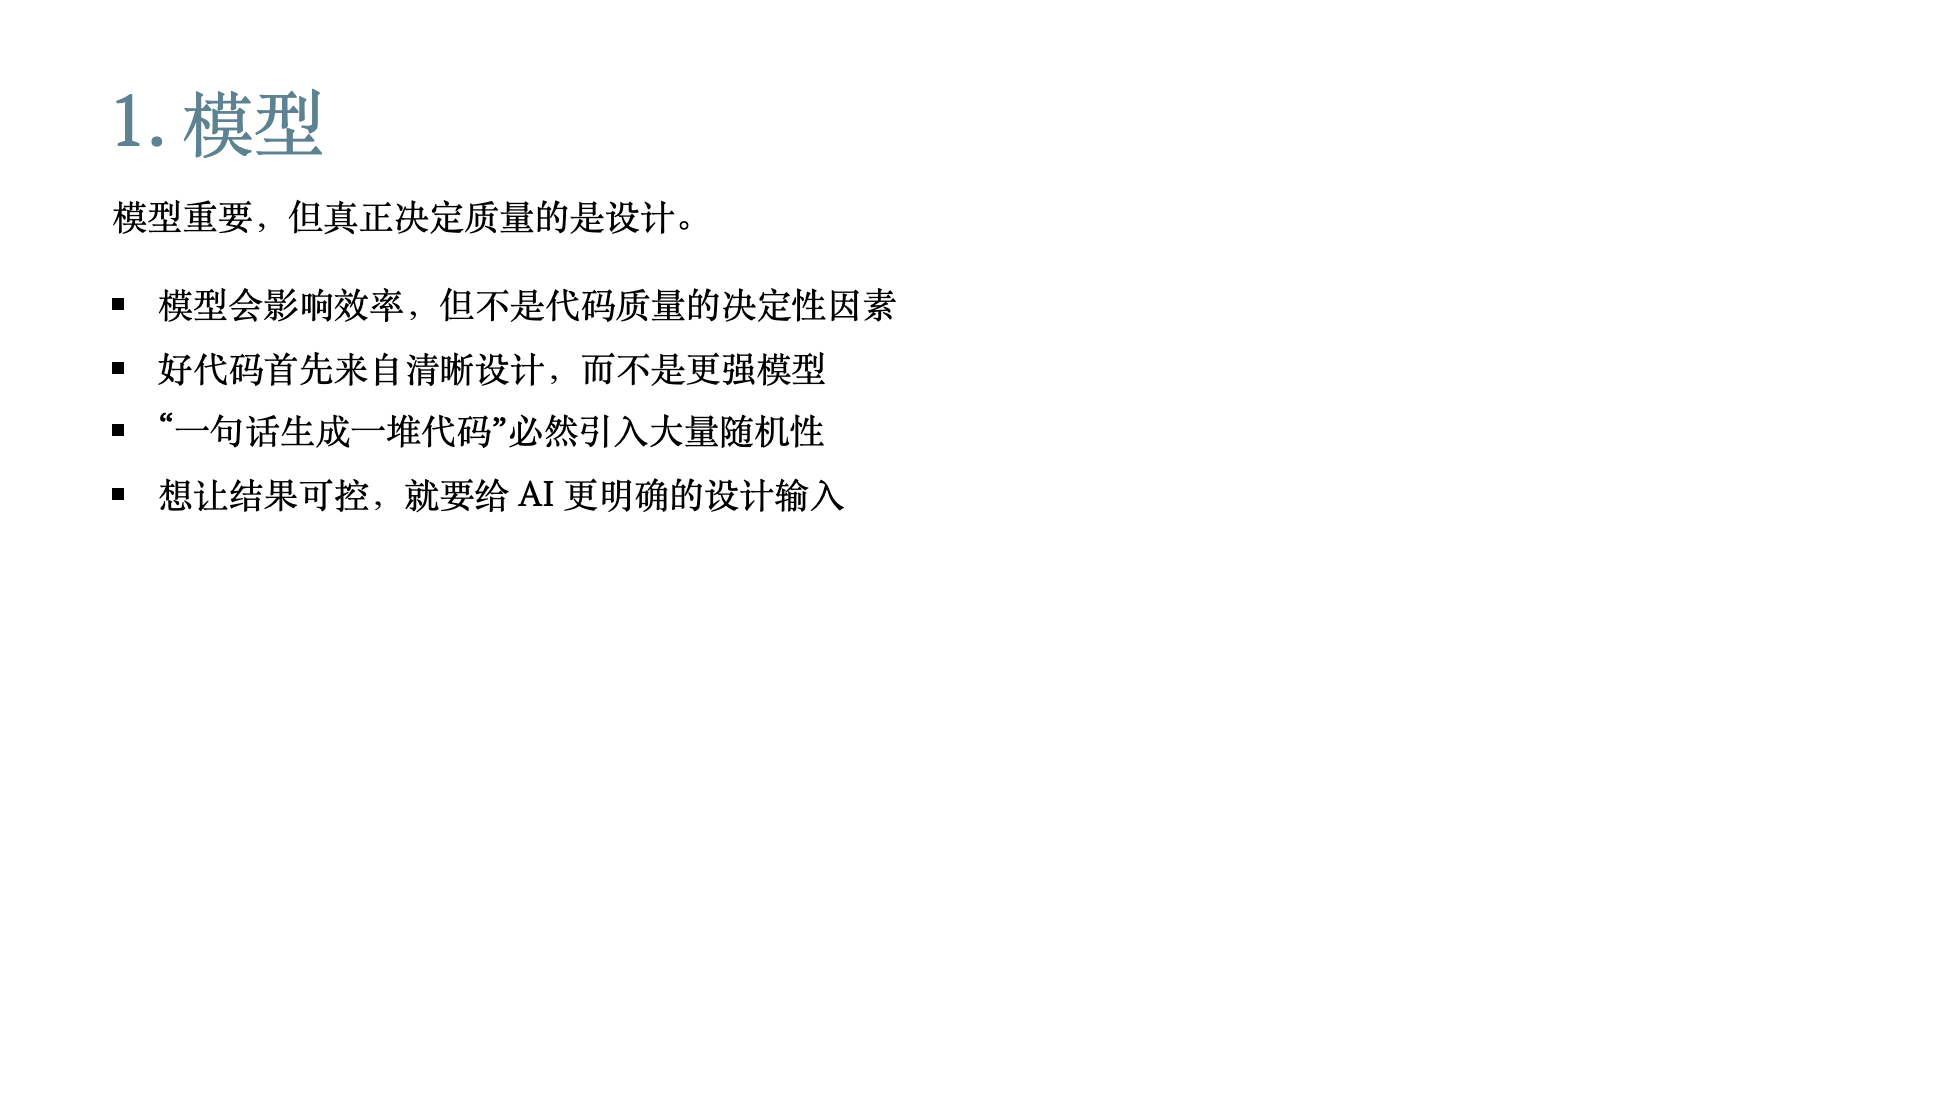 1. 模型
模型重要，但真正决定质量的是设计。
▪ 模型会影响效率，但不是代码质量的决定性因素
▪ 好代码首先来自清晰设计，而不是更强模型
▪ “一句话生成一堆代码”必然引入大量随机性
▪ 想让结果可控，就要给 AI 更明确的设计输入